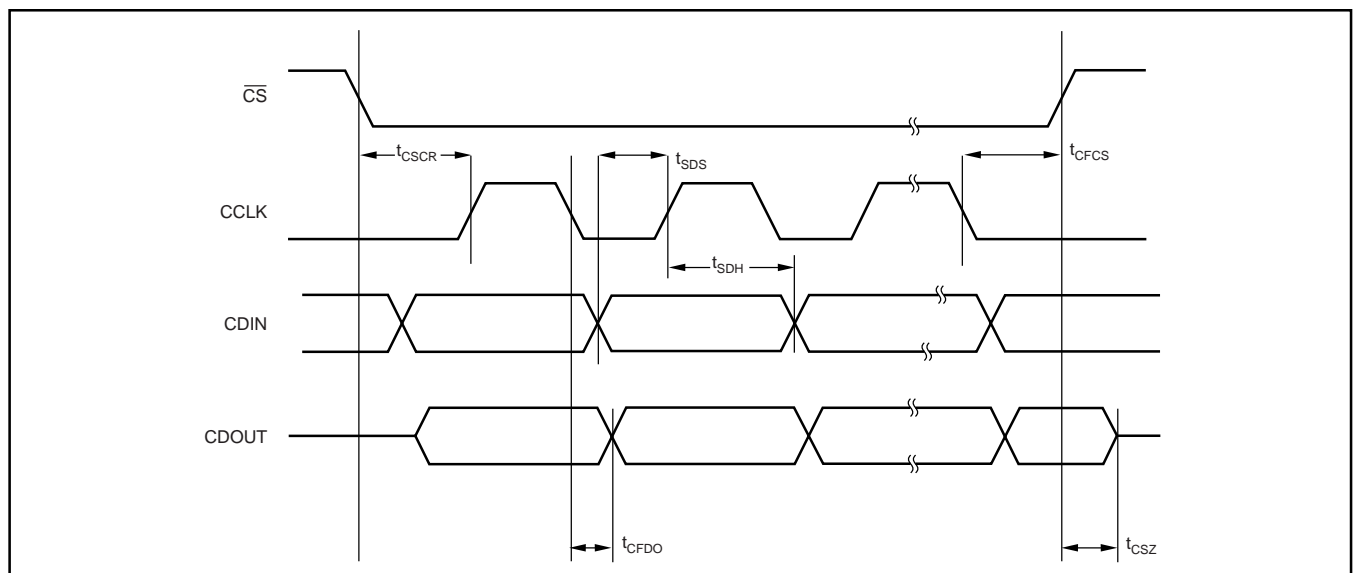 CS
tCSCR
tSDS
tCFCS
CCLK
tSDH
CDIN
CDOUT
tCFDO
tCSZ